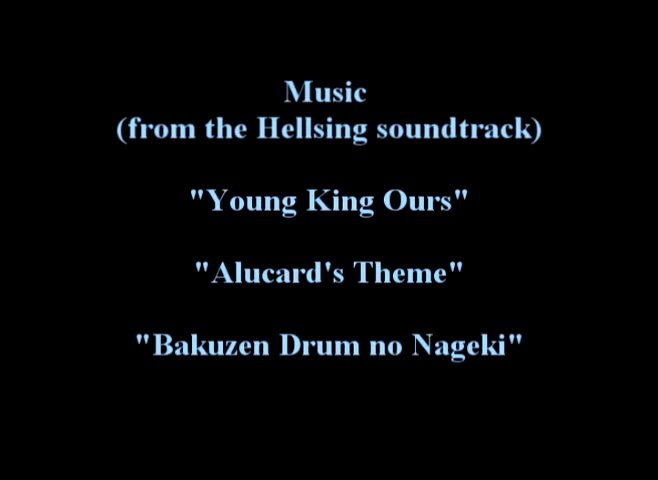 Music
(from the Hellsing soundtrack)
"Young King Ours"
"Alucard's Theme"
"Bakuzen Drum no Nageki"